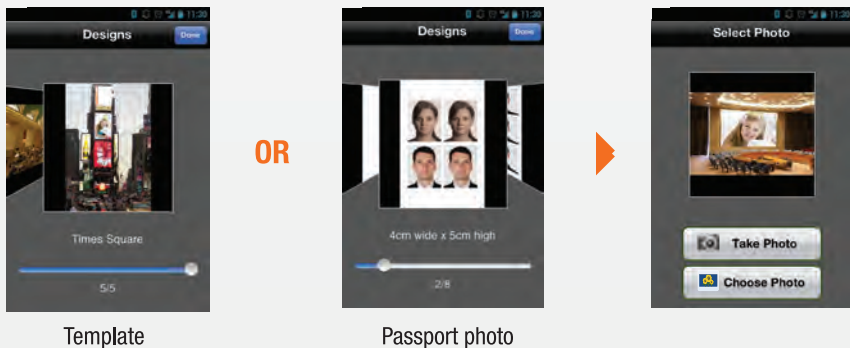 11:20
Designs
Done
Times Square
5/5
Template
OR
11:20
Designs
Done
4cm wide x 5cm high
2/8
Passport photo
11:20
Select Photo
Take Photo
Choose Photo